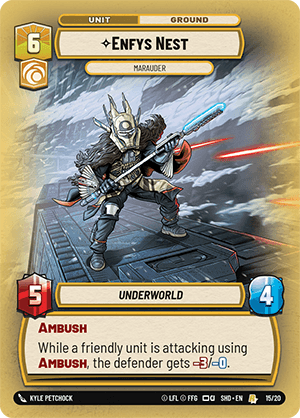 UNIT GROUND
6
✧ENFYS NEST
MARAUDER
5
UNDERWORLD
4
AMBUSH
While a friendly unit is attacking using
AMBUSH, the defender gets -3/-0.
KYLE PETCHOCK
© LFL © FFG
SHD • EN
15/20